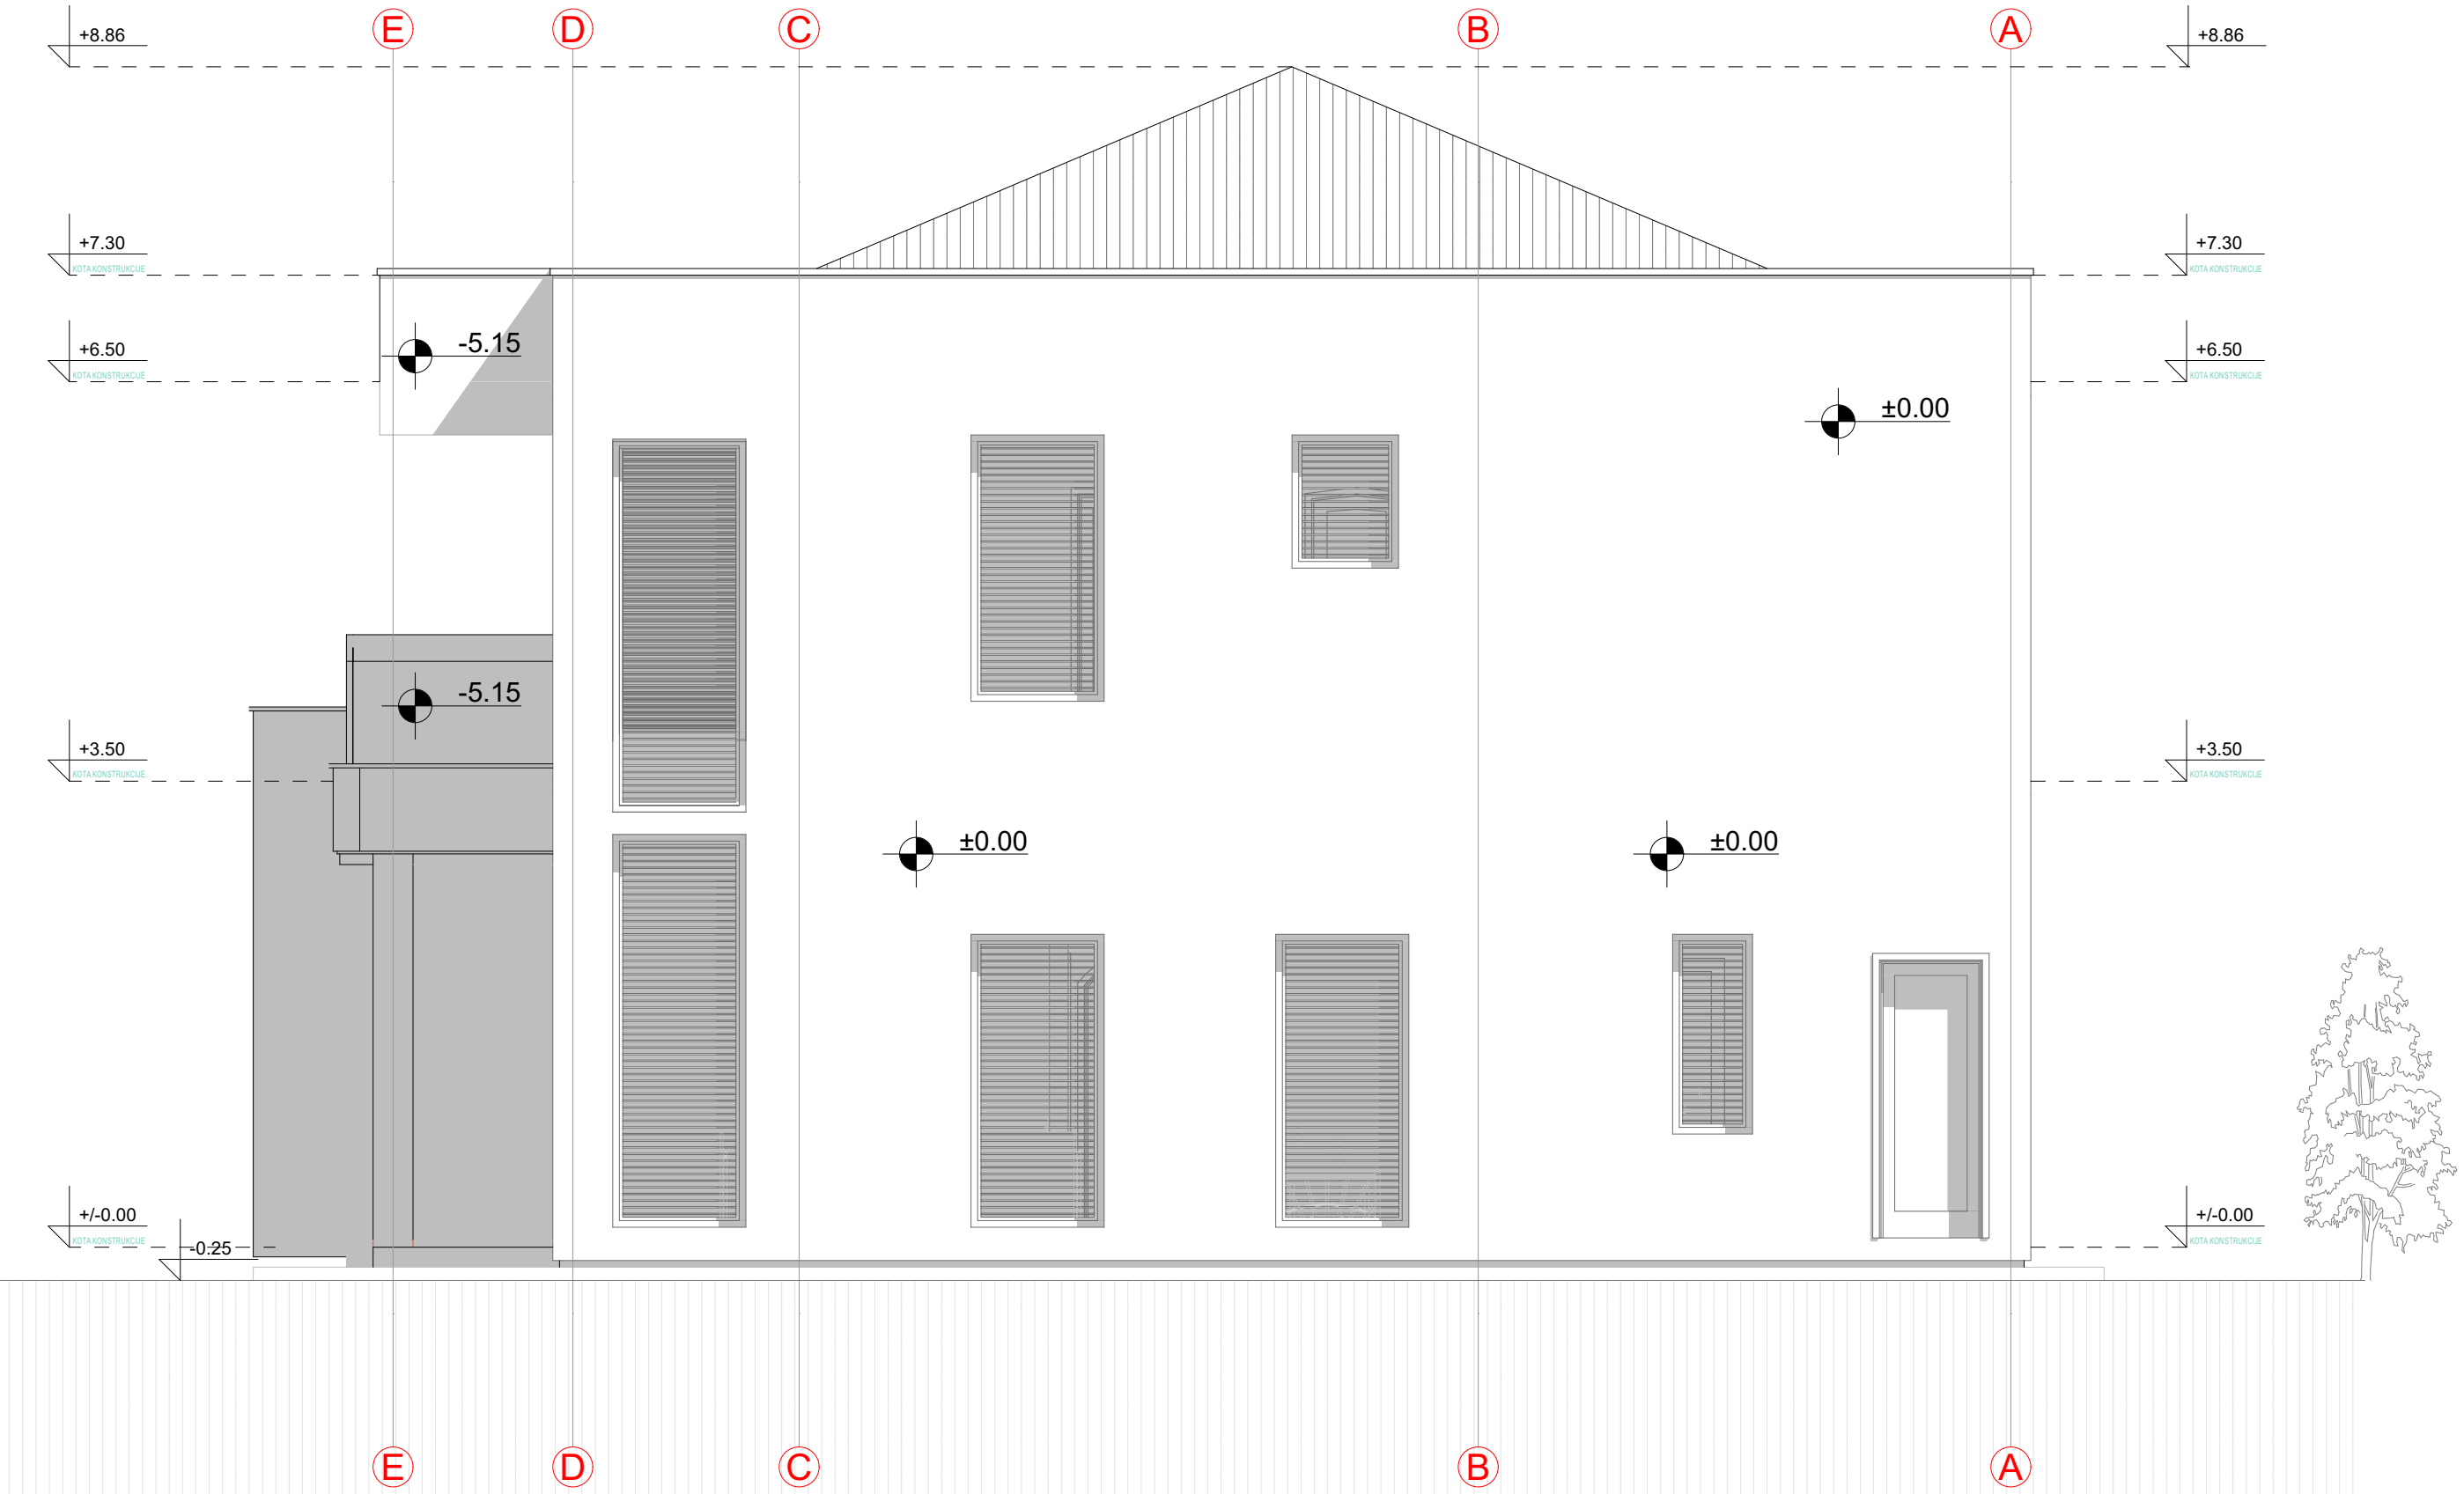 E D C B A
+8.86 +8.86
+7.30 +7.30
KOTA KONSTRUKCIJE KOTA KONSTRUKCIJE
-5.15
+6.50 +6.50
KOTA KONSTRUKCIJE KOTA KONSTRUKCIJE
±0.00
-5.15
+3.50 +3.50
KOTA KONSTRUKCIJE KOTA KONSTRUKCIJE
±0.00 ±0.00
+/-0.00 +/-0.00
KOTA KONSTRUKCIJE KOTA KONSTRUKCIJE
-0.25
E D C B A